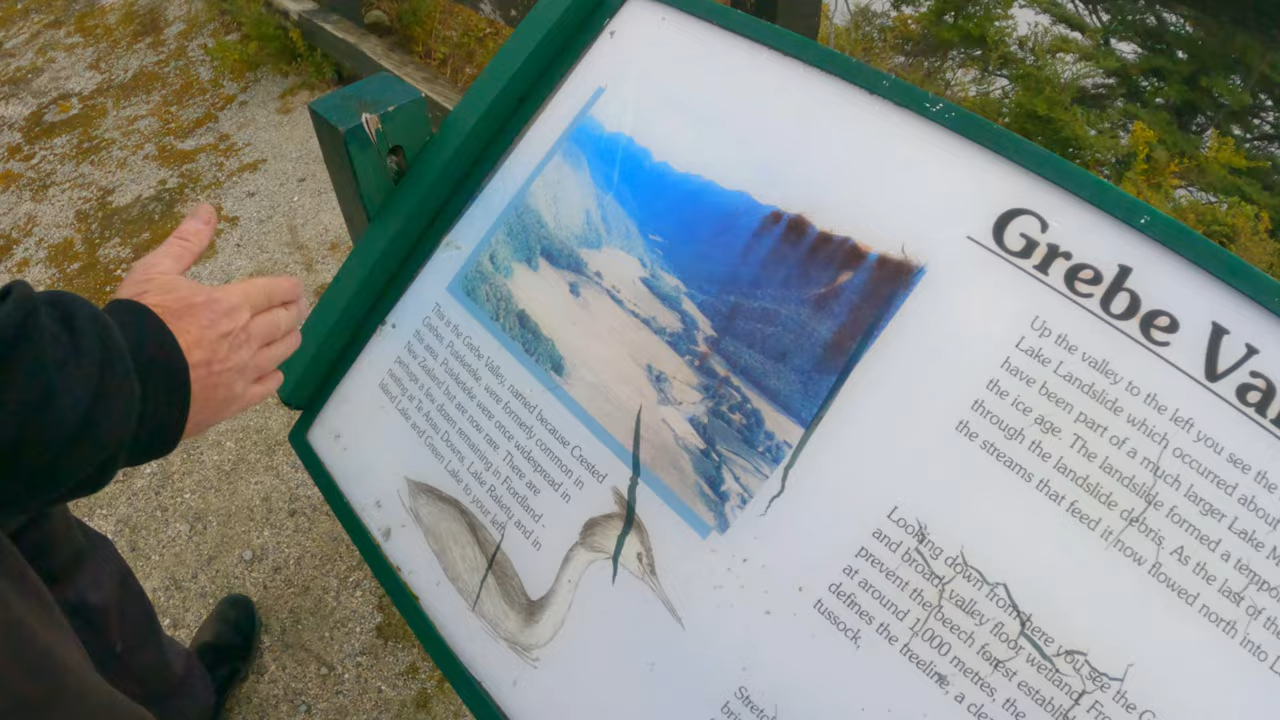 Grebe Va
This is the Grebe Valley, named because Crested
Grebes, Puteketeke, were formerly common in
this area. Puteketeke were once widespread in
New Zealand but are now rare. There are
perhaps a few dozen remaining in Fiordland -
nesting at Te Anau Downs, Lake Rakatu and in
Island Lake and Green Lake to your left.
Up the valley to the left you see the
Lake Landslide which occurred abou
have been part of a much larger Lake M
the ice age. The landslide formed a tempo
through the landslide debris. As the last of th
the streams that feed it now flowed north into L
Looking down from here you see the G
and broad valley floor wetland. Fro
prevent the beech forest establi
at around 1,000 metres, the
defines the treeline, a cle
tussock,
Stretch
bri